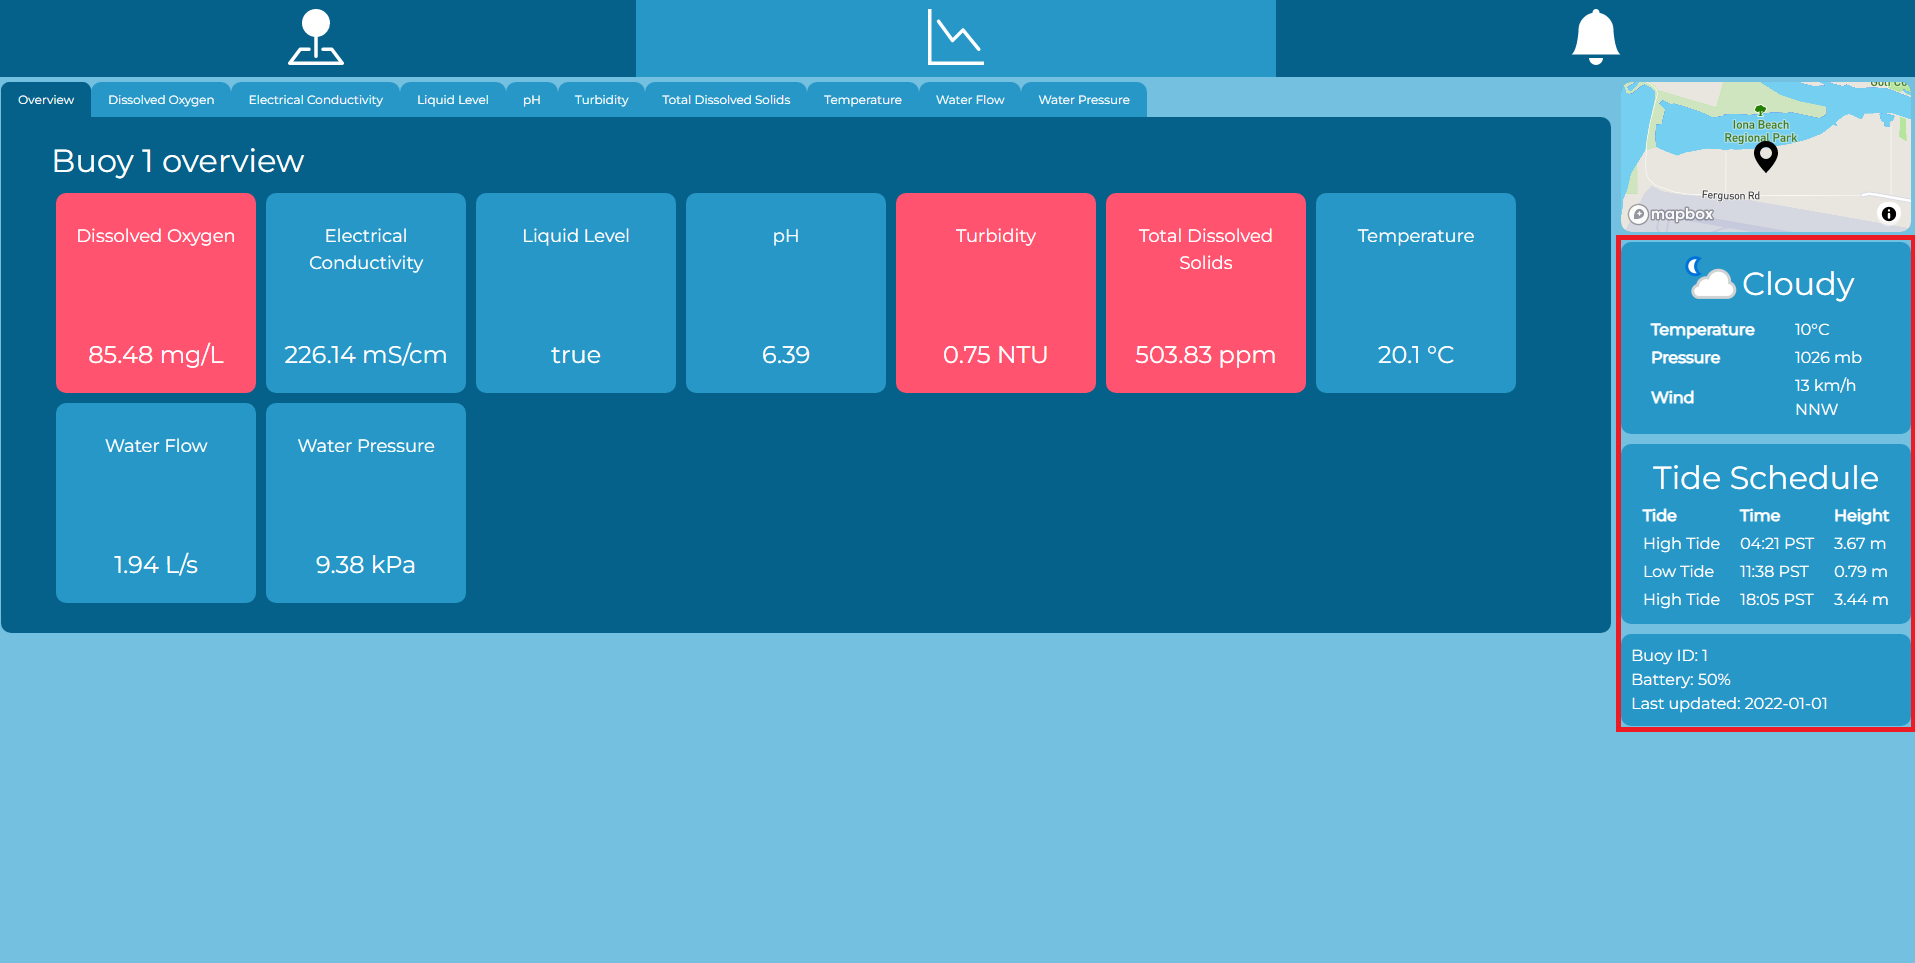 Overview
Dissolved Oxygen
Electrical Conductivity
Liquid Level
pH
Turbidity
Total Dissolved Solids
Temperature
Water Flow
Water Pressure
Buoy 1 overview
Dissolved Oxygen
85.48 mg/L
Electrical
Conductivity
226.14 mS/cm
Liquid Level
true
pH
6.39
Turbidity
0.75 NTU
Total Dissolved
Solids
503.83 ppm
Temperature
20.1 °C
Water Flow
1.94 L/s
Water Pressure
9.38 kPa
Iona Beach
Regional Park
Ferguson Rd
mapbox
Cloudy
Temperature 10°C
Pressure 1026 mb
Wind 13 km/h
NNW
Tide Schedule
Tide Time Height
High Tide 04:21 PST 3.67 m
Low Tide 11:38 PST 0.79 m
High Tide 18:05 PST 3.44 m
Buoy ID: 1
Battery: 50%
Last updated: 2022-01-01